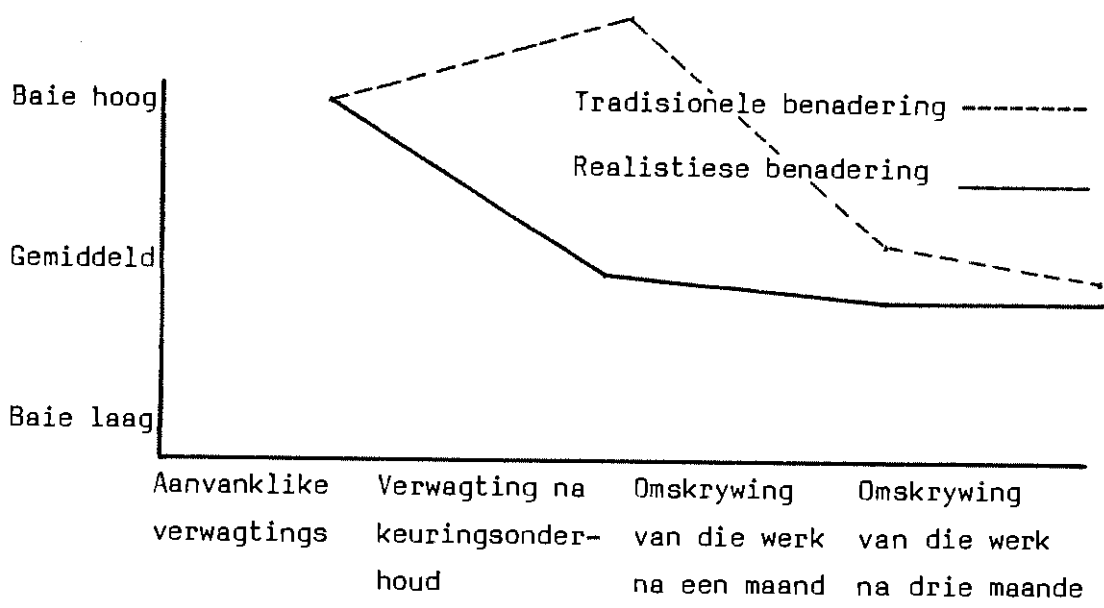 Baie hoog
Tradisionele benadering
Realistiese benadering
Gemiddeld
Baie laag
Aanvanklike
verwagtings
Verwagting na
keuringsonder-
houd
Omskrywing
van die werk
na een maand
Omskrywing
van die werk
na drie maande